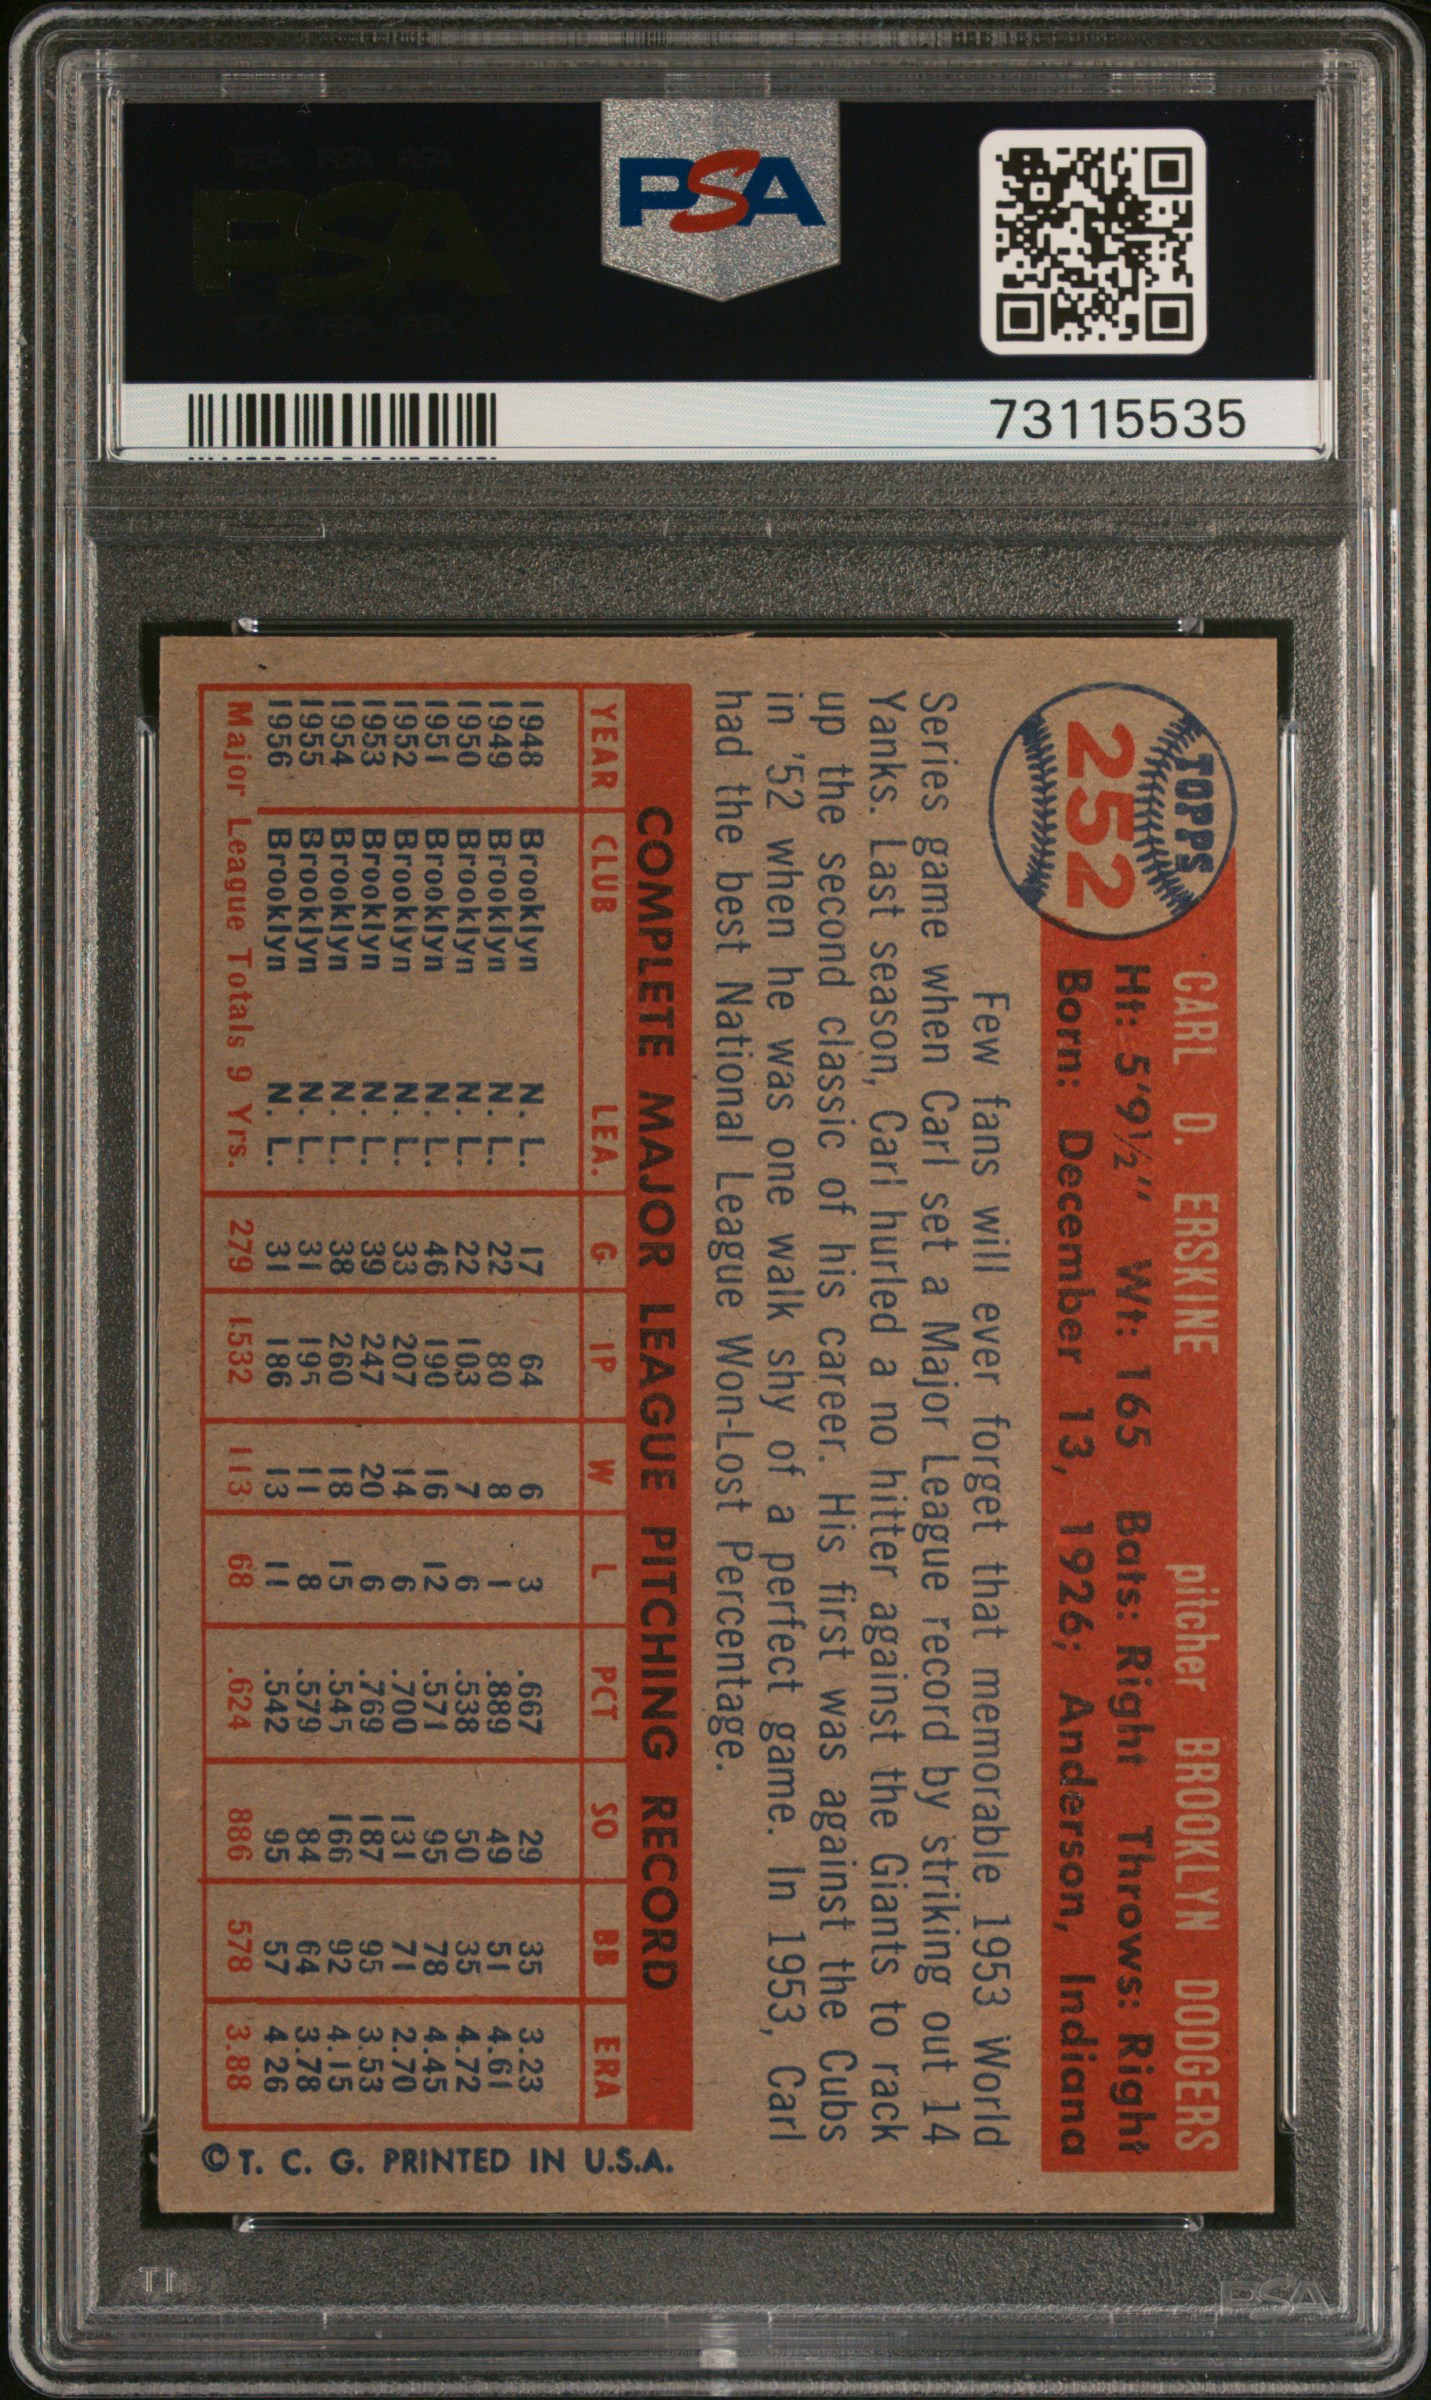 PSA
73115535
TOPPS
252
CARL D. ERSKINE pitcher BROOKLYN DODGERS
Ht: 5'9½" Wt: 165 Bats: Right Throws: Right
Born: December 13, 1926; Anderson, Indiana
Few fans will ever forget that memorable 1953 World
Series game when Carl set a Major League record by striking out 14
Yanks. Last season, Carl hurled a no hitter against the Giants to rack
up the second classic of his career. His first was against the Cubs
in '52 when he was one walk shy of a perfect game. In 1953, Carl
had the best National League Won-Lost Percentage.
COMPLETE MAJOR LEAGUE PITCHING RECORD
YEAR CLUB LEA. G IP W L PCT SO BB ERA
1948 Brooklyn N. L. 17 64 6 3 .667 29 35 3.23
1949 Brooklyn N. L. 22 80 8 1 .889 49 51 4.61
1950 Brooklyn N. L. 22 103 7 6 .538 50 35 4.72
1951 Brooklyn N. L. 46 190 16 12 .571 95 78 4.45
1952 Brooklyn N. L. 33 207 14 6 .700 131 71 2.70
1953 Brooklyn N. L. 39 247 20 6 .769 187 95 3.53
1954 Brooklyn N. L. 38 260 18 15 .545 166 92 4.15
1955 Brooklyn N. L. 31 195 11 8 .579 84 64 3.78
1956 Brooklyn N. L. 31 186 13 11 .542 95 57 4.26
Major League Totals 9 Yrs. 279 1532 113 68 .624 886 578 3.88
©T. C. G. PRINTED IN U.S.A.
PSA